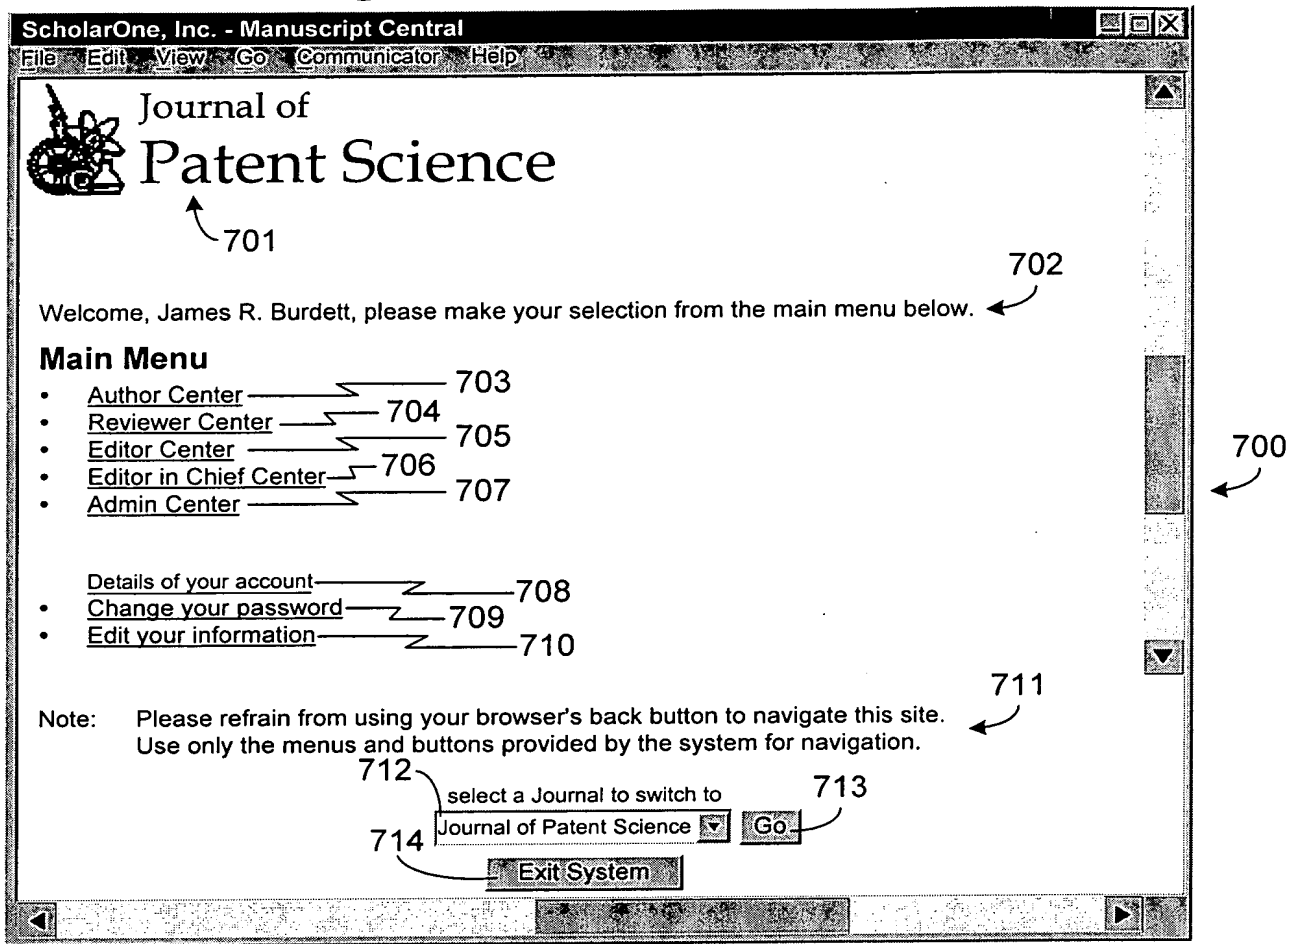 ScholarOne, Inc. - Manuscript Central
File Edit View Go Communicator Help
Journal of
Patent Science
701
702
Welcome, James R. Burdett, please make your selection from the main menu below.
Main Menu
• Author Center 703
• Reviewer Center 704
• Editor Center 705
• Editor in Chief Center 706
• Admin Center 707
700
Details of your account 708
• Change your password 709
• Edit your information 710
711
Note: Please refrain from using your browser's back button to navigate this site.
Use only the menus and buttons provided by the system for navigation.
712
select a Journal to switch to
713
Journal of Patent Science Go
714
Exit System